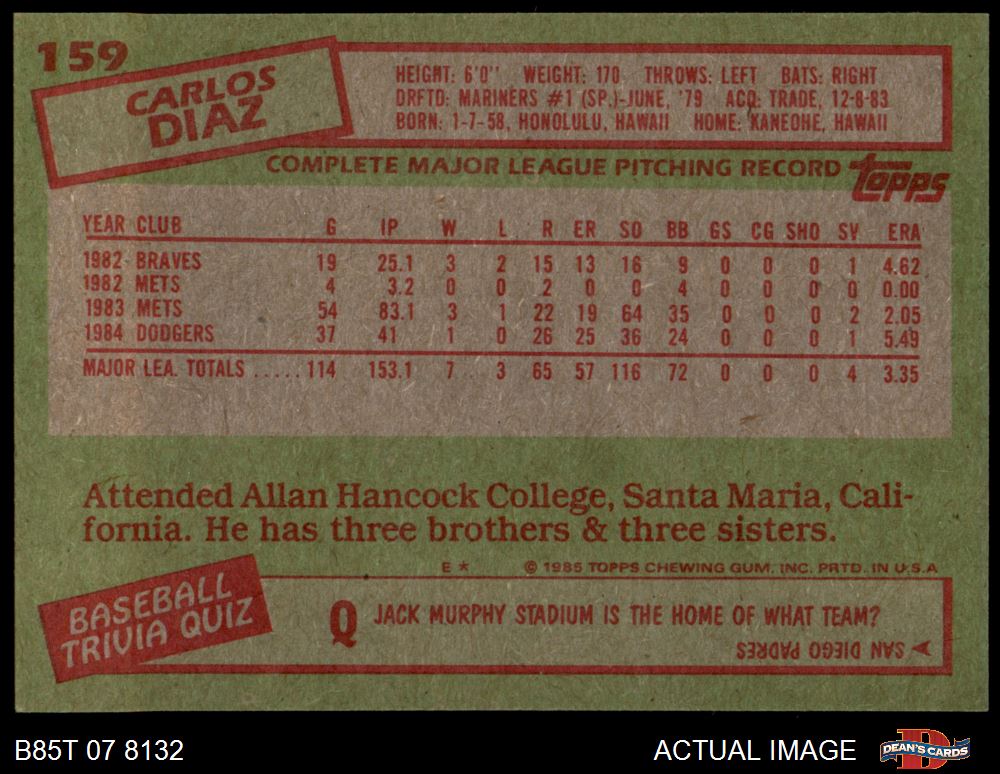 159
CARLOS
DIAZ
HEIGHT: 6'0" WEIGHT: 170 THROWS: LEFT BATS: RIGHT
DRFTD: MARINERS #1 (SP.)-JUNE, '79 ACQ: TRADE, 12-8-83
BORN: 1-7-58, HONOLULU, HAWAII HOME: KANEOHE, HAWAII
COMPLETE MAJOR LEAGUE PITCHING RECORD
topps
YEAR CLUB G IP W L R ER SO BB GS CG SHO SV ERA
1982 BRAVES 19 25.1 3 2 15 13 16 9 0 0 0 1 4.62
1982 METS 4 3.2 0 0 2 0 0 4 0 0 0 0 0.00
1983 METS 54 83.1 3 1 22 19 64 35 0 0 0 2 2.05
1984 DODGERS 37 41 1 0 26 25 36 24 0 0 0 1 5.49
MAJOR LEA. TOTALS ..... 114 153.1 7 3 65 57 116 72 0 0 0 4 3.35
Attended Allan Hancock College, Santa Maria, Cali-
fornia. He has three brothers & three sisters.
E * © 1985 TOPPS CHEWING GUM, INC. PRTD. IN U.S.A
BASEBALL
TRIVIA QUIZ
Q JACK MURPHY STADIUM IS THE HOME OF WHAT TEAM?
SAN DIEGO PADRES
B85T 07 8132
ACTUAL IMAGE
D
DEAN'S CARDS